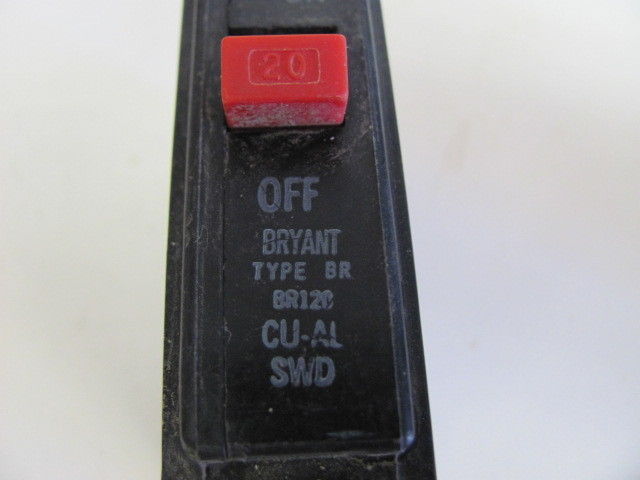 20
OFF
BRYANT
TYPE BR
BR120
CU-AL
SWD